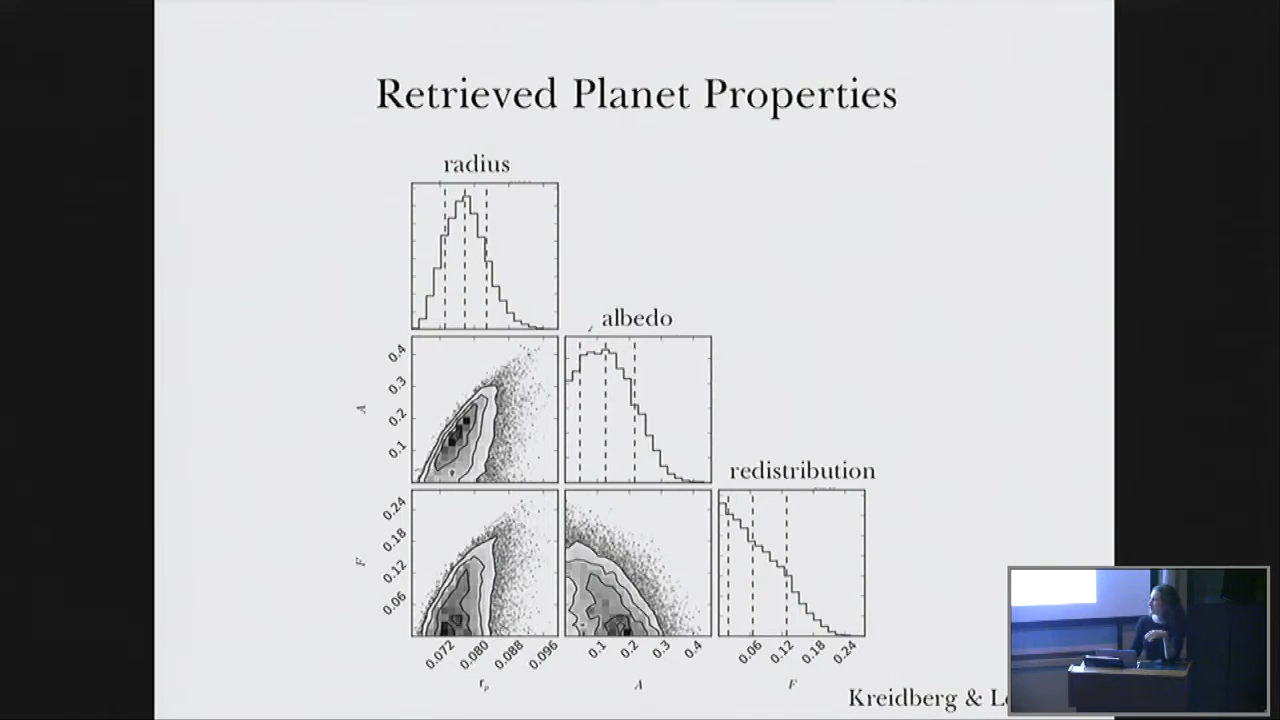 Retrieved Planet Properties
radius
albedo
0.4
0.3
0.2
0.1
A
redistribution
0.24
0.18
0.12
0.06
F
0.072
0.080
0.088
0.096
0.1
0.2
0.3
0.4
0.06
0.12
0.18
0.24
rp
A
F
Kreidberg &